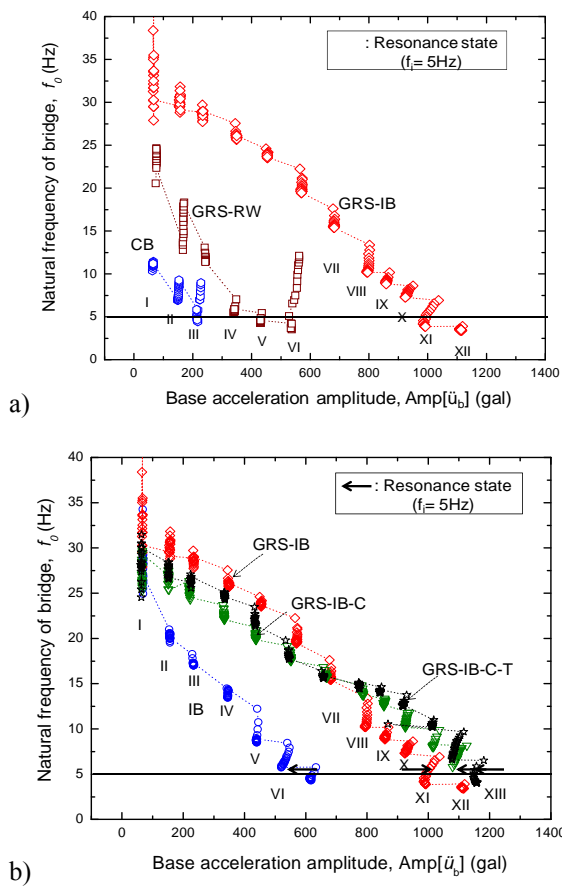 a)
40
35
30
25
20
15
10
5
0
Natural frequency of bridge, f₀ (Hz)
: Resonance state
(fᵢ= 5Hz)
GRS-RW
GRS-IB
CB
I
II
III
IV
V
VI
VII
VIII
IX
X
XI
XII
0 200 400 600 800 1000 1200 1400
Base acceleration amplitude, Amp[ü_b] (gal)
b)
40
35
30
25
20
15
10
5
0
Natural frequency of bridge, f₀ (Hz)
: Resonance state
(fᵢ= 5Hz)
GRS-IB
GRS-IB-C
GRS-IB-C-T
I
II
III
IB
IV
V
VI
VII
VIII
IX
X
XI
XII
XIII
0 200 400 600 800 1000 1200 1400
Base acceleration amplitude, Amp[ü_b] (gal)